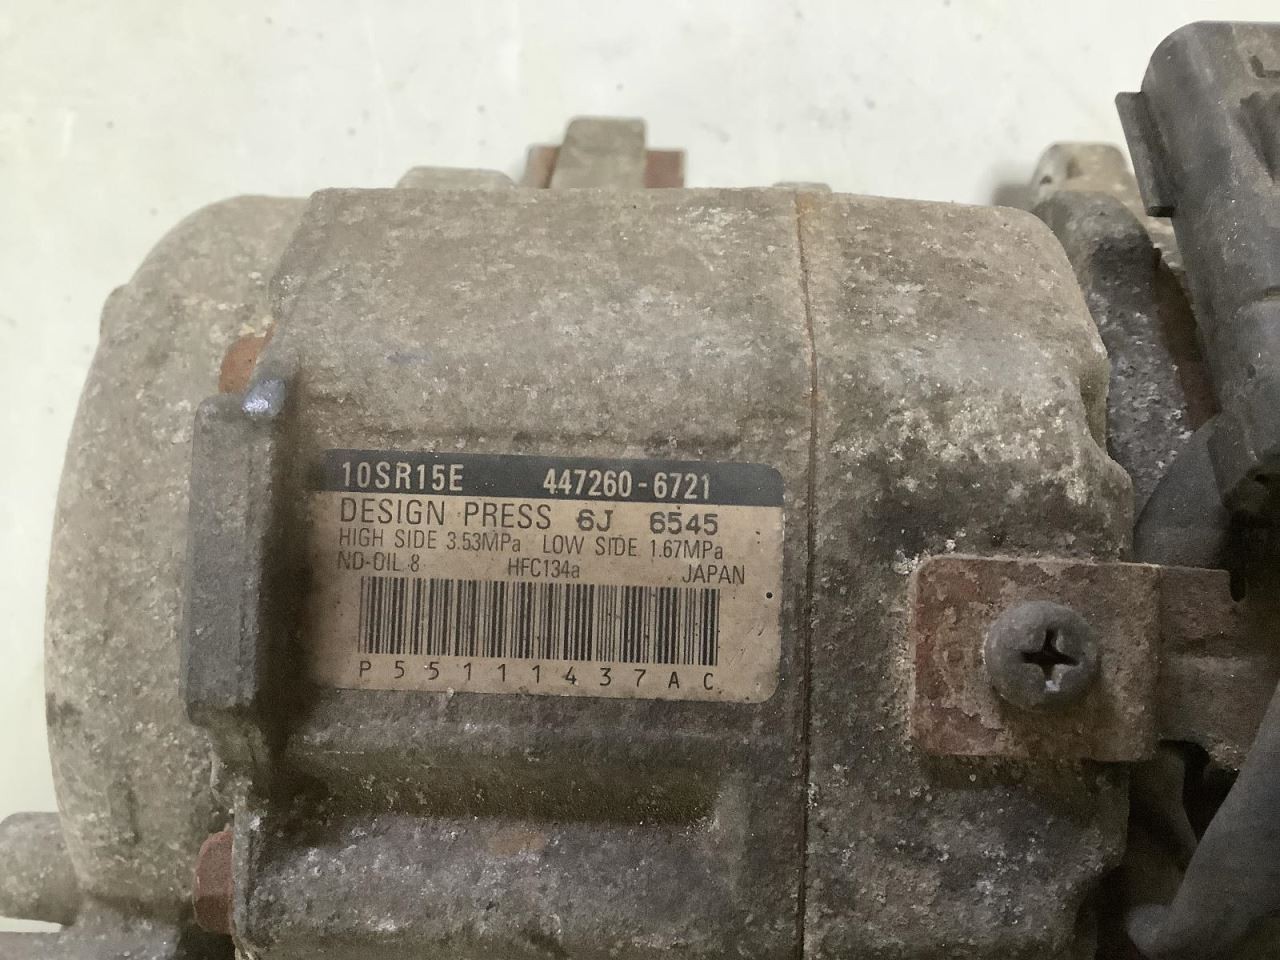 10SR15E 447260-6721
DESIGN PRESS 6J 6545
HIGH SIDE 3.53MPa LOW SIDE 1.67MPa
ND-OIL 8 HFC134a JAPAN
P55111437AC